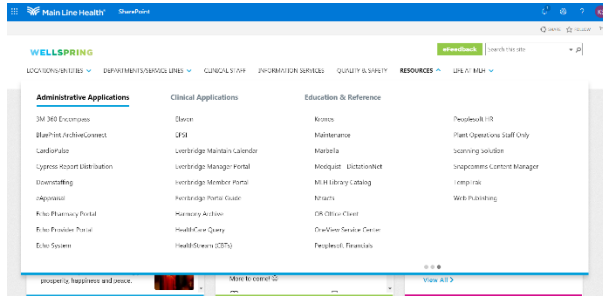 Main Line Health® SharePoint
SHARE FOLLOW
WELLSPRING
eFeedback Search this site
LOCATIONS/ENTITIES DEPARTMENTS/SERVICE LINES CLINICAL STAFF INFORMATION SERVICES QUALITY & SAFETY RESOURCES LIFE AT MLH
Administrative Applications Clinical Applications Education & Reference
3M 360 Encompass Elavon Kronos Peoplesoft HR
BluePrint ArchiveConnect EPSI Maintenance Plant Operations Staff Only
CardioPulse Everbridge Maintain Calendar Marbella Scanning Solution
Cypress Report Distribution Everbridge Manager Portal Medquist - DictationNet Snapcomms Content Manager
Downstaffing Everbridge Member Portal MLH Library Catalog TempTrak
eAppraisal Everbridge Portal Guide Web Publishing
Echo Pharmacy Portal Harmony Archive OB Office Client
Echo Provider Portal HealthCare Query OneView Service Center
Echo System HealthStream (CBTs) Peoplesoft Financials
prosperity, happiness and peace. More to come! View All >